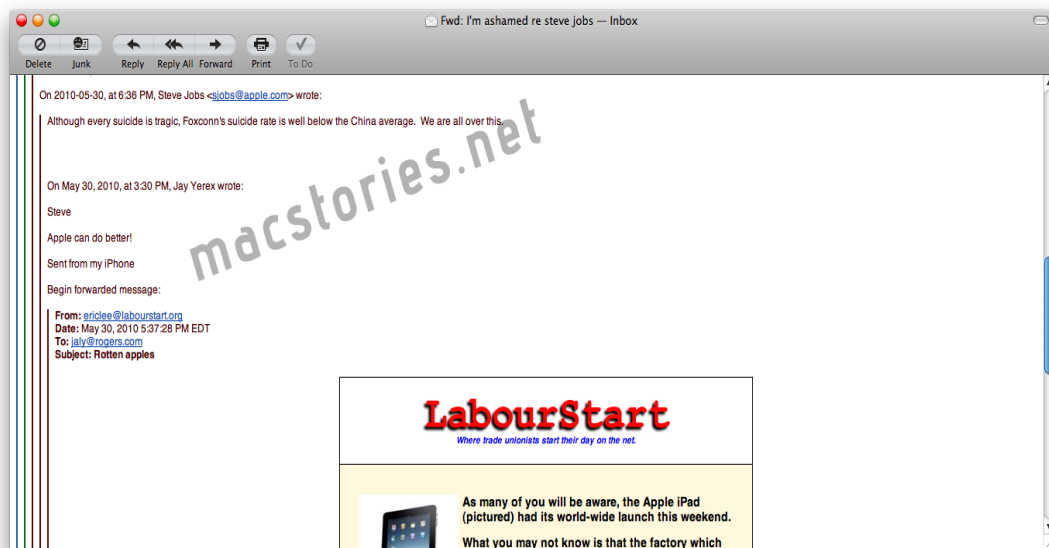 Fwd: I'm ashamed re steve jobs — Inbox
Delete Junk Reply Reply All Forward Print To Do
On 2010-05-30, at 6:36 PM, Steve Jobs <sjobs@apple.com> wrote:
Although every suicide is tragic, Foxconn's suicide rate is well below the China average.  We are all over this.
On May 30, 2010, at 3:30 PM, Jay Yerex wrote:
Steve
Apple can do better!
Sent from my iPhone
Begin forwarded message:
From: ericlee@labourstart.org
Date: May 30, 2010 5:37:28 PM EDT
To: jaly@rogers.com
Subject: Rotten apples
macstories.net
LabourStart
Where trade unionists start their day on the net.
As many of you will be aware, the Apple iPad
(pictured) had its world-wide launch this weekend.
What you may not know is that the factory which